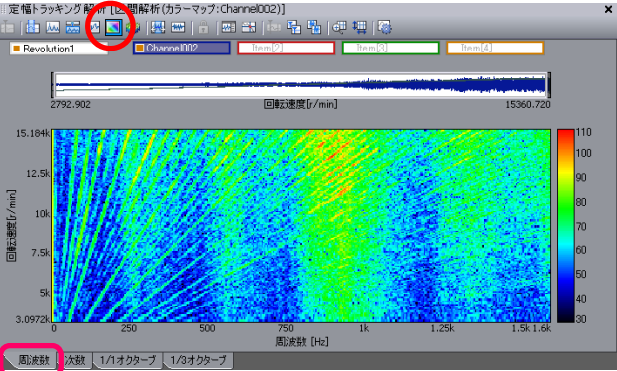 定幅トラッキング解析 [区間解析(カラーマップ:Channel002)]
Revolution1 Channel002 Item[2] Item[3] Item[4]
2792.902 回転速度[r/min] 15360.720
15.184k
12.5k
10k
7.5k
5k
3.0972k
回転速度[r/min]
110
100
90
80
70
60
50
40
30
0 250 500 750 1k 1.25k 1.5k 1.6k
周波数 [Hz]
周波数 次数 1/1オクターブ 1/3オクターブ